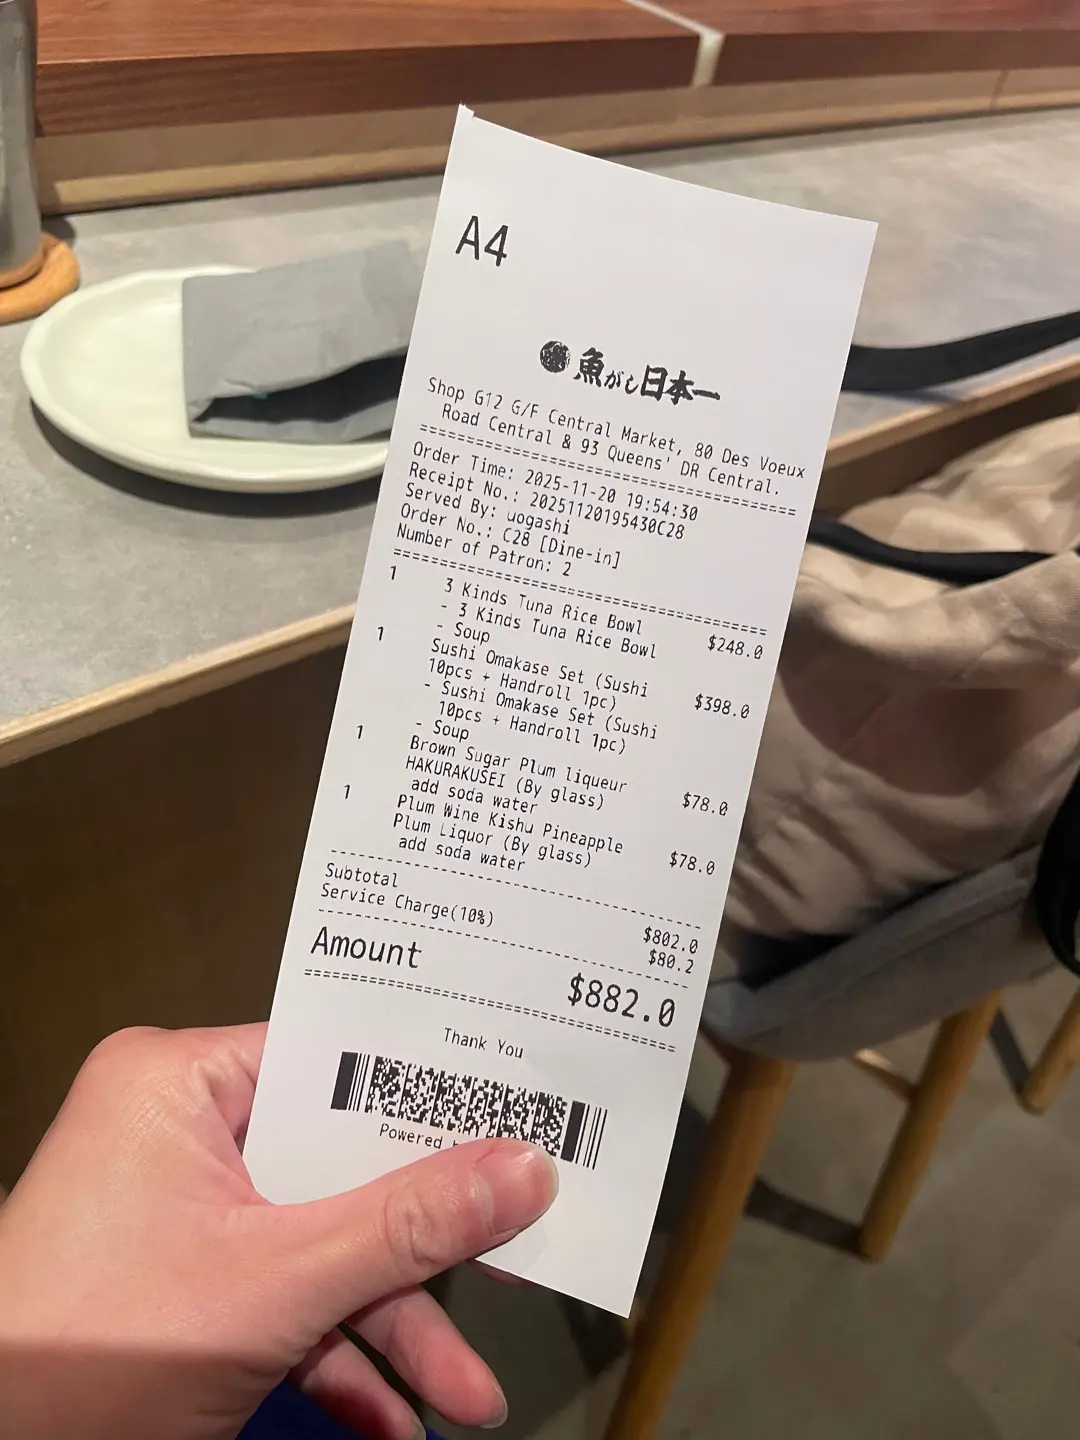 A4
魚がし日本一
Shop G12 G/F Central Market, 80 Des Voeux
Road Central & 93 Queens' DR Central.
================================================
Order Time: 2025-11-20 19:54:30
Receipt No.: 20251120195430C28
Served By: uogashi
Order No.: C28 [Dine-in]
Number of Patron: 2
================================================
1 3 Kinds Tuna Rice Bowl $248.0
- 3 Kinds Tuna Rice Bowl
- Soup
1 Sushi Omakase Set (Sushi $398.0
10pcs + Handroll 1pc)
- Sushi Omakase Set (Sushi
10pcs + Handroll 1pc)
- Soup
1 Brown Sugar Plum liqueur $78.0
HAKURAKUSEI (By glass)
add soda water
1 Plum Wine Kishu Pineapple $78.0
Plum Liquor (By glass)
add soda water
------------------------------------------------
Subtotal $802.0
Service Charge(10%) $80.2
------------------------------------------------
Amount $882.0
================================================
Thank You
Powered